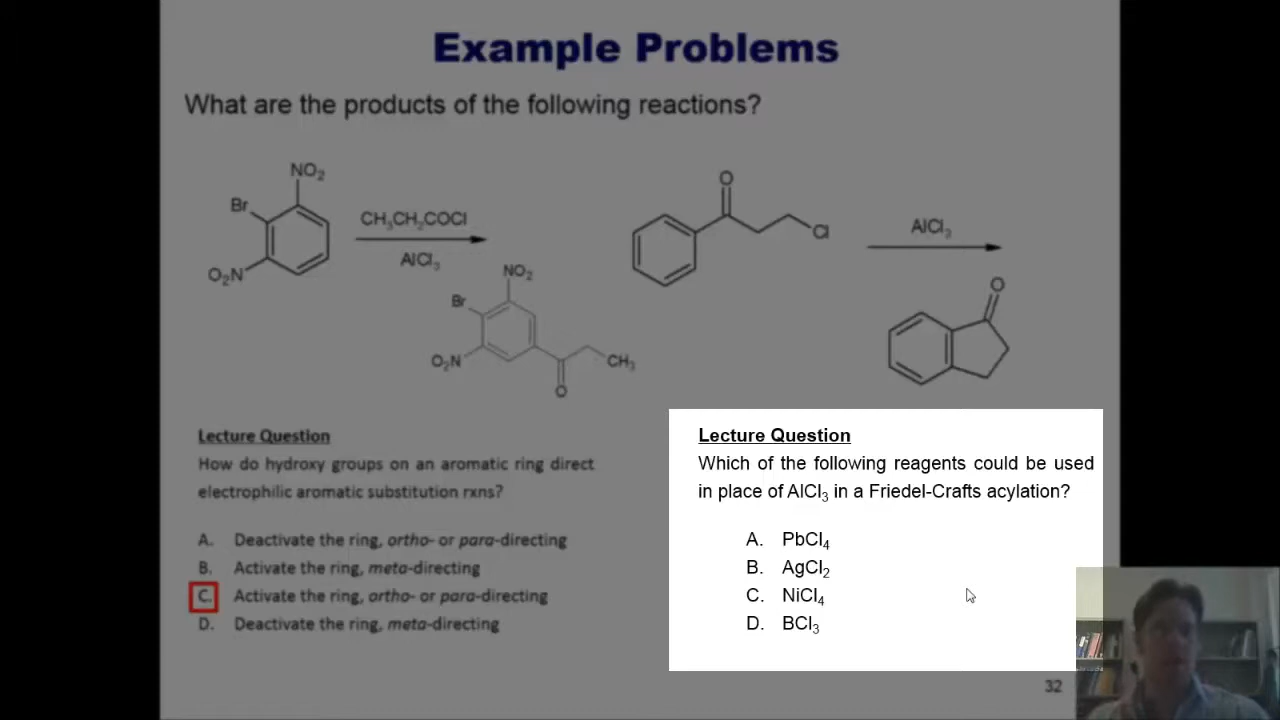 Example Problems
What are the products of the following reactions?
NO₂
Br
O₂N
CH₃CH₂COCl
AlCl₃
NO₂
Br
O₂N
CH₃
O
O
Cl
AlCl₃
O
Lecture Question
How do hydroxy groups on an aromatic ring direct
electrophilic aromatic substitution rxns?
A. Deactivate the ring, ortho- or para-directing
B. Activate the ring, meta-directing
C. Activate the ring, ortho- or para-directing
D. Deactivate the ring, meta-directing
Lecture Question
Which of the following reagents could be used
in place of AlCl₃ in a Friedel-Crafts acylation?
A. PbCl₄
B. AgCl₂
C. NiCl₄
D. BCl₃
32